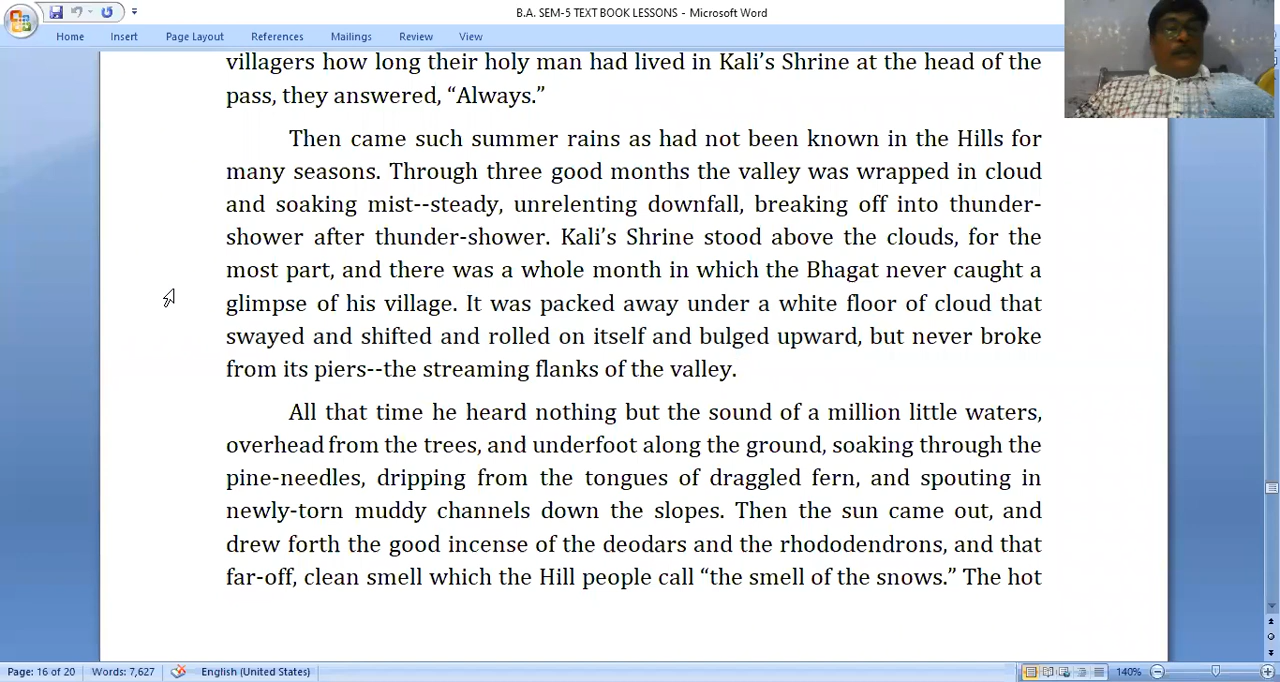 B.A. SEM-5 TEXT BOOK LESSONS - Microsoft Word
Home Insert Page Layout References Mailings Review View
villagers how long their holy man had lived in Kali’s Shrine at the head of the
pass, they answered, “Always.”
Then came such summer rains as had not been known in the Hills for
many seasons. Through three good months the valley was wrapped in cloud
and soaking mist--steady, unrelenting downfall, breaking off into thunder-
shower after thunder-shower. Kali’s Shrine stood above the clouds, for the
most part, and there was a whole month in which the Bhagat never caught a
glimpse of his village. It was packed away under a white floor of cloud that
swayed and shifted and rolled on itself and bulged upward, but never broke
from its piers--the streaming flanks of the valley.
All that time he heard nothing but the sound of a million little waters,
overhead from the trees, and underfoot along the ground, soaking through the
pine-needles, dripping from the tongues of draggled fern, and spouting in
newly-torn muddy channels down the slopes. Then the sun came out, and
drew forth the good incense of the deodars and the rhododendrons, and that
far-off, clean smell which the Hill people call “the smell of the snows.” The hot
Page: 16 of 20 Words: 7,627 English (United States) 140%